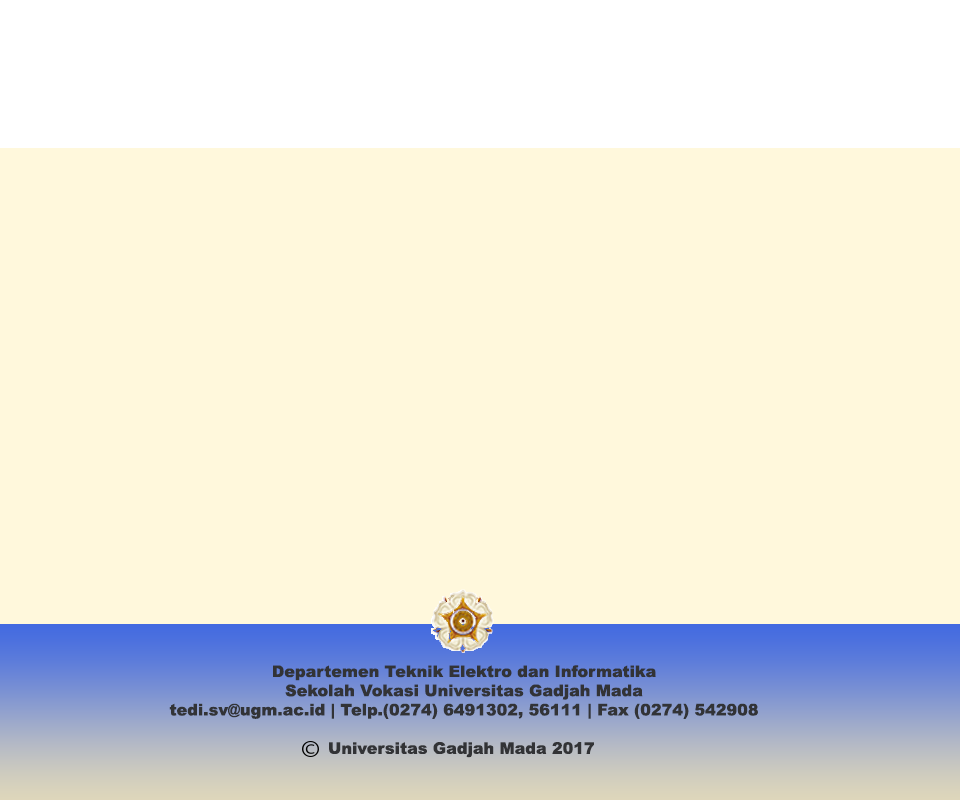 Departemen Teknik Elektro dan Informatika
Sekolah Vokasi Universitas Gadjah Mada
tedi.sv@ugm.ac.id | Telp.(0274) 6491302, 56111 | Fax (0274) 542908
© Universitas Gadjah Mada 2017